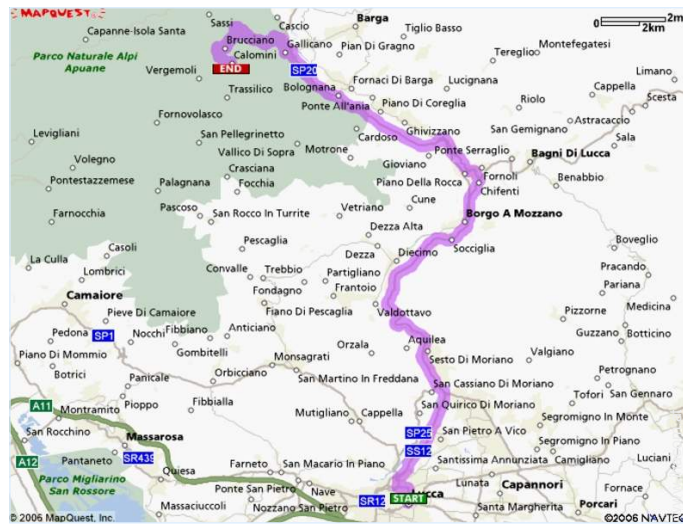 MAPQUEST
Sassi
Cascio
Barga
0 2m
2km
Capanne-Isola Santa
Tiglio Basso
Brucciano
Gallicano
Pian Di Gragno
Montefegatesi
Parco Naturale Alpi
Apuane
Calomini
Tereglio
END
SP20
Vergemoli
Fornaci Di Barga
Lucignana
Limano
Bolognana
Cappella
Trassilico
Ponte All'ania
Piano Di Coreglia
Riolo
Scesta
Fornovolasco
Ghivizzano
Astracaccio
San Gemignano
Levigliani
San Pellegrinetto
Cardoso
Sala
Vallico Di Sopra
Motrone
Ponte Serraglio
Volegno
Gioviano
Bagni Di Lucca
Crasciana
Fornoli
Pontestazzemese
Palagnana
Focchia
Piano Della Rocca
Chifenti
Benabbio
Cune
Pascoso
Vetriano
Farnocchia
San Rocco In Turrite
Borgo A Mozzano
Dezza Alta
Pescaglia
Socciglia
Boveglio
Casoli
Dezza
Diecimo
La Culla
Convalle
Trebbio
Partigliano
Pracando
Lombrici
Pariana
Fondagno
Frantoio
Camaiore
Medicina
Fiano Di Pescaglia
Valdottavo
Pizzorne
Pieve Di Camaiore
Fibbiano
Anticiano
Guzzano
Botticino
Pedona
SP1
Nocchi
Aquilea
Gombitelli
Orzala
Piano Di Mommio
Monsagrati
Sesto Di Moriano
Valgiano
Botrici
Orbicciano
Petrognano
Panicale
San Martino In Freddana
San Cassiano Di Moriano
Tofori
San Gennaro
Pioppo
Fibbialla
A11
San Quirico Di Moriano
Montramito
Mutigliano
Cappella
Segromigno In Monte
San Rocchino
Massarosa
SP25
San Pietro A Vico
Segromigno In Piano
A12
Pantaneto
SR439
SS12
Camigliano
Luciani
Farneto
San Macario In Piano
Santissima Annunziata
Parco Migliarino
San Rossore
Quiesa
Lunata
Capannori
Ponte San Pietro
Nave
Fornace
SR12
START
Lucca
Massaciuccoli
Nozzano San Pietro
Santa Margherita
Porcari
© 2006 MapQuest, Inc.
©2006 NAVTEQ